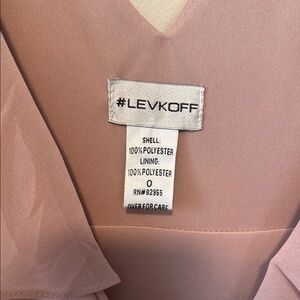 #LEVKOFF
SHELL:
100% POLYESTER
LINING:
100% POLYESTER
0
RN# 82955
OVER FOR CARE